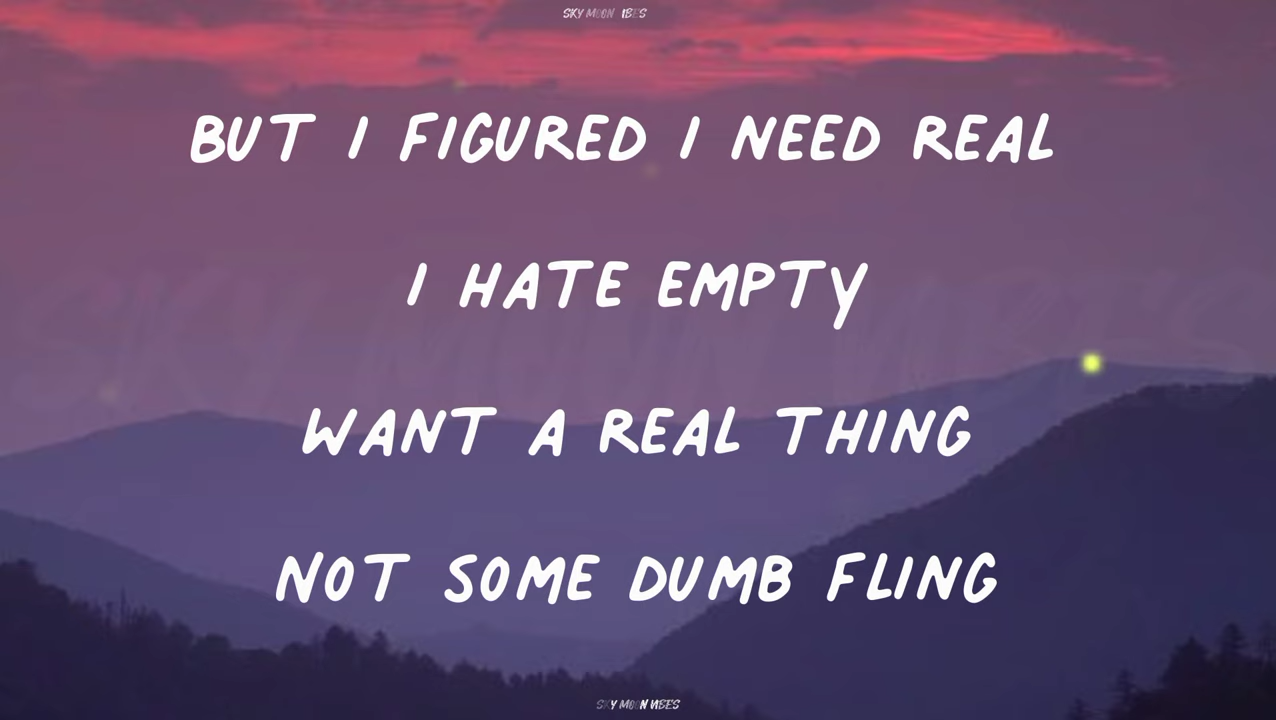 SKY MOON VIBES
BUT I FIGURED I NEED REAL
I HATE EMPTY
WANT A REAL THING
NOT SOME DUMB FLING
SKY MOON VIBES